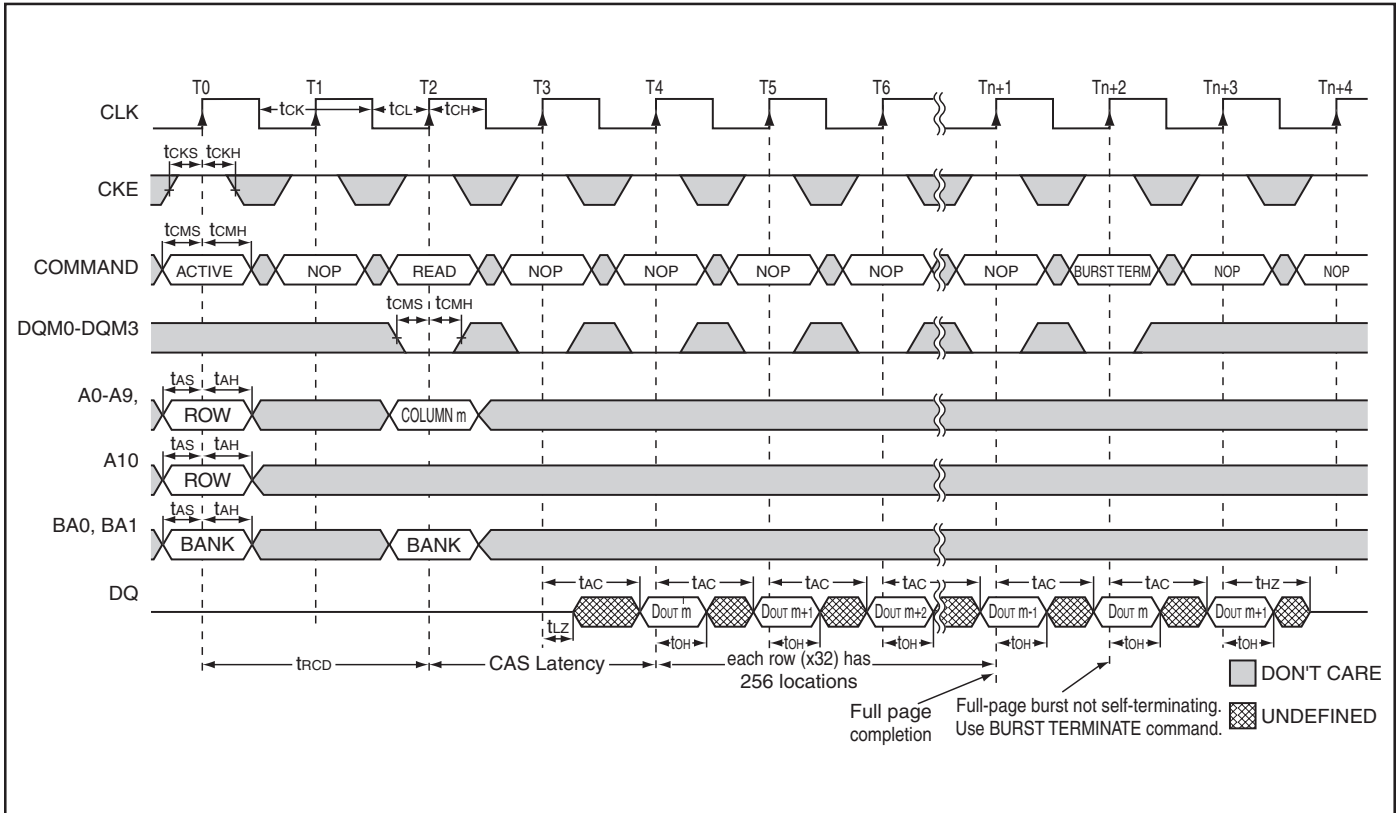 T0 T1 T2 T3 T4 T5 T6 Tn+1 Tn+2 Tn+3 Tn+4
CLK
tCK tCL tCH
tCKS tCKH
CKE
tCMS tCMH
COMMAND
ACTIVE NOP READ NOP NOP NOP NOP NOP BURST TERM NOP NOP
tCMS tCMH
DQM0-DQM3
tAS tAH
A0-A9,
ROW COLUMN m
tAS tAH
A10
ROW
tAS tAH
BA0, BA1
BANK BANK
tAC tAC tAC tAC tAC tAC tHZ
DQ
DOUT m DOUT m+1 DOUT m+2 DOUT m-1 DOUT m DOUT m+1
tLZ
tOH tOH tOH tOH tOH tOH
tRCD CAS Latency each row (x32) has
256 locations
DON'T CARE
UNDEFINED
Full page
completion
Full-page burst not self-terminating.
Use BURST TERMINATE command.